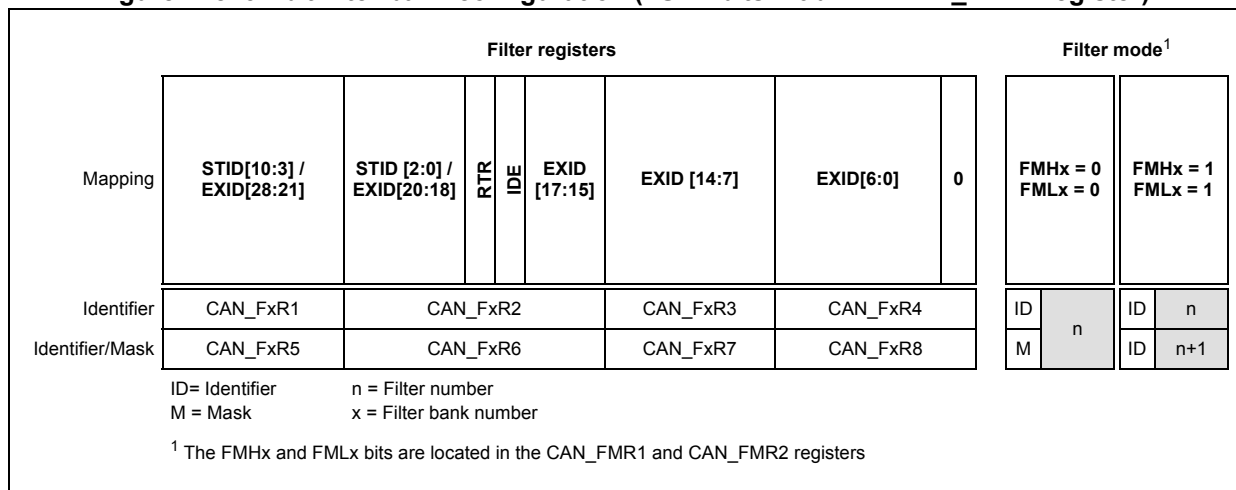 Filter registers
Filter mode1
Mapping
STID[10:3] /
EXID[28:21]
STID [2:0] /
EXID[20:18]
RTR
IDE
EXID
[17:15]
EXID [14:7]
EXID[6:0]
0
FMHx = 0
FMLx = 0
FMHx = 1
FMLx = 1
Identifier CAN_FxR1 CAN_FxR2 CAN_FxR3 CAN_FxR4 ID n ID n
Identifier/Mask CAN_FxR5 CAN_FxR6 CAN_FxR7 CAN_FxR8 M ID n+1
ID= Identifier n = Filter number
M = Mask x = Filter bank number
1 The FMHx and FMLx bits are located in the CAN_FMR1 and CAN_FMR2 registers